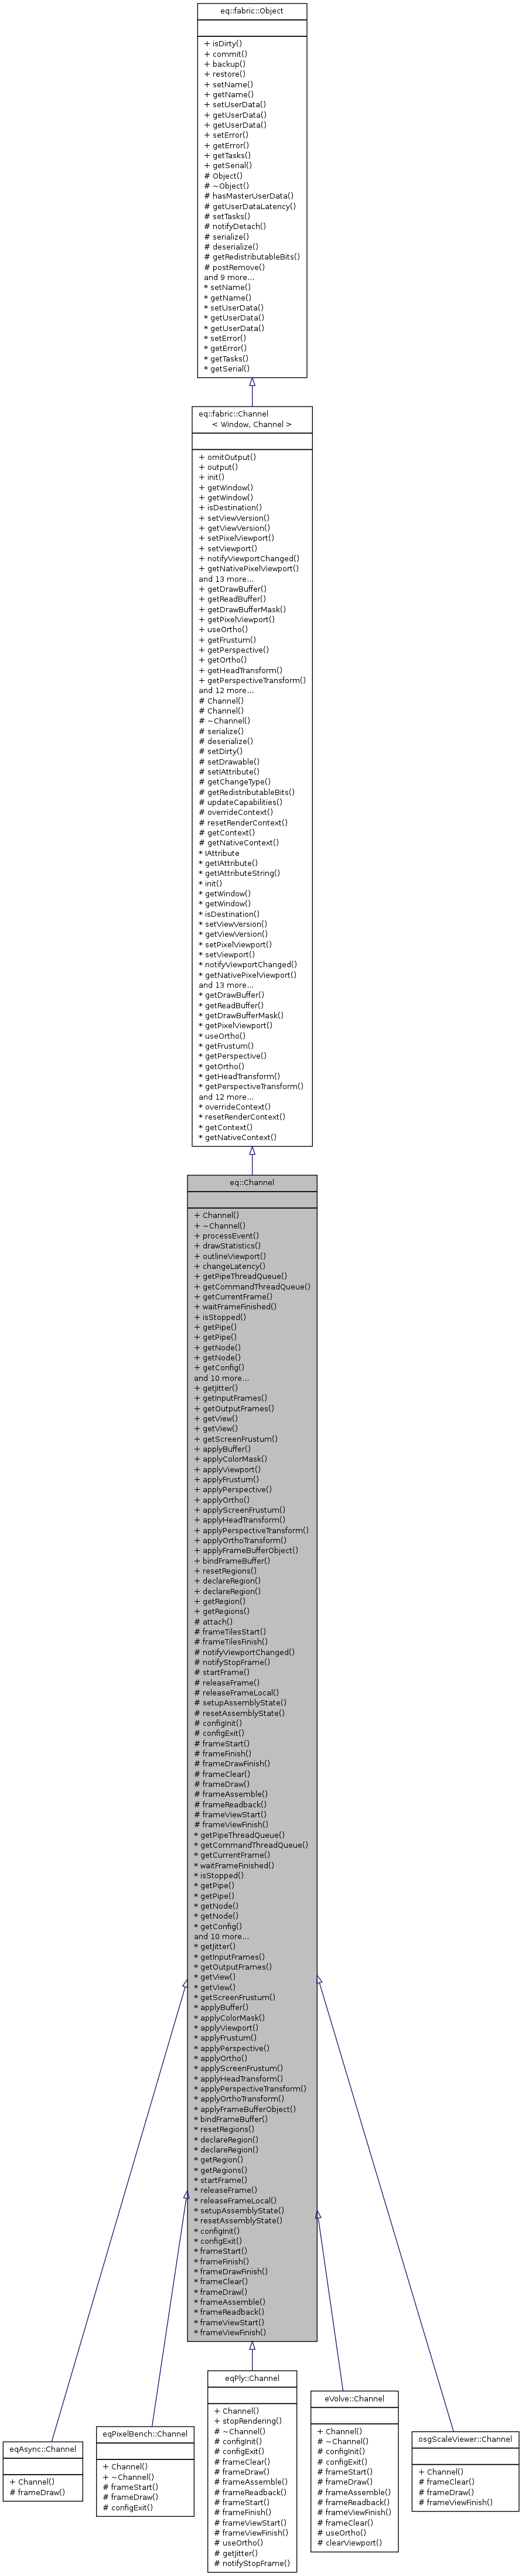 eq::fabric::Object
+ isDirty()
+ commit()
+ backup()
+ restore()
+ setName()
+ getName()
+ setUserData()
+ getUserData()
+ getUserData()
+ setError()
+ getError()
+ getTasks()
+ getSerial()
# Object()
# ~Object()
# hasMasterUserData()
# getUserDataLatency()
# setTasks()
# notifyDetach()
# serialize()
# deserialize()
# getRedistributableBits()
# postRemove()
and 9 more...
* setName()
* getName()
* setUserData()
* getUserData()
* getUserData()
* setError()
* getError()
* getTasks()
* getSerial()
eq::fabric::Channel
< Window, Channel >
+ omitOutput()
+ output()
+ init()
+ getWindow()
+ getWindow()
+ isDestination()
+ setViewVersion()
+ getViewVersion()
+ setPixelViewport()
+ setViewport()
+ notifyViewportChanged()
+ getNativePixelViewport()
and 13 more...
+ getDrawBuffer()
+ getReadBuffer()
+ getDrawBufferMask()
+ getPixelViewport()
+ useOrtho()
+ getFrustum()
+ getPerspective()
+ getOrtho()
+ getHeadTransform()
+ getPerspectiveTransform()
and 12 more...
# Channel()
# Channel()
# ~Channel()
# serialize()
# deserialize()
# setDirty()
# setDrawable()
# setIAttribute()
# getChangeType()
# getRedistributableBits()
# updateCapabilities()
# overrideContext()
# resetRenderContext()
# getContext()
# getNativeContext()
* IAttribute
* getIAttribute()
* getIAttributeString()
* init()
* getWindow()
* getWindow()
* isDestination()
* setViewVersion()
* getViewVersion()
* setPixelViewport()
* setViewport()
* notifyViewportChanged()
* getNativePixelViewport()
and 13 more...
* getDrawBuffer()
* getReadBuffer()
* getDrawBufferMask()
* getPixelViewport()
* useOrtho()
* getFrustum()
* getPerspective()
* getOrtho()
* getHeadTransform()
* getPerspectiveTransform()
and 12 more...
* overrideContext()
* resetRenderContext()
* getContext()
* getNativeContext()
eq::Channel
+ Channel()
+ ~Channel()
+ processEvent()
+ drawStatistics()
+ outlineViewport()
+ changeLatency()
+ getPipeThreadQueue()
+ getCommandThreadQueue()
+ getCurrentFrame()
+ waitFrameFinished()
+ isStopped()
+ getPipe()
+ getPipe()
+ getNode()
+ getNode()
+ getConfig()
and 10 more...
+ getJitter()
+ getInputFrames()
+ getOutputFrames()
+ getView()
+ getView()
+ getScreenFrustum()
+ applyBuffer()
+ applyColorMask()
+ applyViewport()
+ applyFrustum()
+ applyPerspective()
+ applyOrtho()
+ applyScreenFrustum()
+ applyHeadTransform()
+ applyPerspectiveTransform()
+ applyOrthoTransform()
+ applyFrameBufferObject()
+ bindFrameBuffer()
+ resetRegions()
+ declareRegion()
+ declareRegion()
+ getRegion()
+ getRegions()
# attach()
# frameTilesStart()
# frameTilesFinish()
# notifyViewportChanged()
# notifyStopFrame()
# startFrame()
# releaseFrame()
# releaseFrameLocal()
# setupAssemblyState()
# resetAssemblyState()
# configInit()
# configExit()
# frameStart()
# frameFinish()
# frameDrawFinish()
# frameClear()
# frameDraw()
# frameAssemble()
# frameReadback()
# frameViewStart()
# frameViewFinish()
* getPipeThreadQueue()
* getCommandThreadQueue()
* getCurrentFrame()
* waitFrameFinished()
* isStopped()
* getPipe()
* getPipe()
* getNode()
* getNode()
* getConfig()
and 10 more...
* getJitter()
* getInputFrames()
* getOutputFrames()
* getView()
* getView()
* getScreenFrustum()
* applyBuffer()
* applyColorMask()
* applyViewport()
* applyFrustum()
* applyPerspective()
* applyOrtho()
* applyScreenFrustum()
* applyHeadTransform()
* applyPerspectiveTransform()
* applyOrthoTransform()
* applyFrameBufferObject()
* bindFrameBuffer()
* resetRegions()
* declareRegion()
* declareRegion()
* getRegion()
* getRegions()
* startFrame()
* releaseFrame()
* releaseFrameLocal()
* setupAssemblyState()
* resetAssemblyState()
* configInit()
* configExit()
* frameStart()
* frameFinish()
* frameDrawFinish()
* frameClear()
* frameDraw()
* frameAssemble()
* frameReadback()
* frameViewStart()
* frameViewFinish()
eqAsync::Channel
+ Channel()
# frameDraw()
eqPixelBench::Channel
+ Channel()
+ ~Channel()
# frameStart()
# frameDraw()
# configExit()
eqPly::Channel
+ Channel()
+ stopRendering()
# ~Channel()
# configInit()
# configExit()
# frameClear()
# frameDraw()
# frameAssemble()
# frameReadback()
# frameStart()
# frameFinish()
# frameViewStart()
# frameViewFinish()
# useOrtho()
# getJitter()
# notifyStopFrame()
eVolve::Channel
+ Channel()
# ~Channel()
# configInit()
# configExit()
# frameStart()
# frameDraw()
# frameAssemble()
# frameReadback()
# frameViewFinish()
# frameClear()
# useOrtho()
# clearViewport()
osgScaleViewer::Channel
+ Channel()
# frameClear()
# frameDraw()
# frameViewFinish()